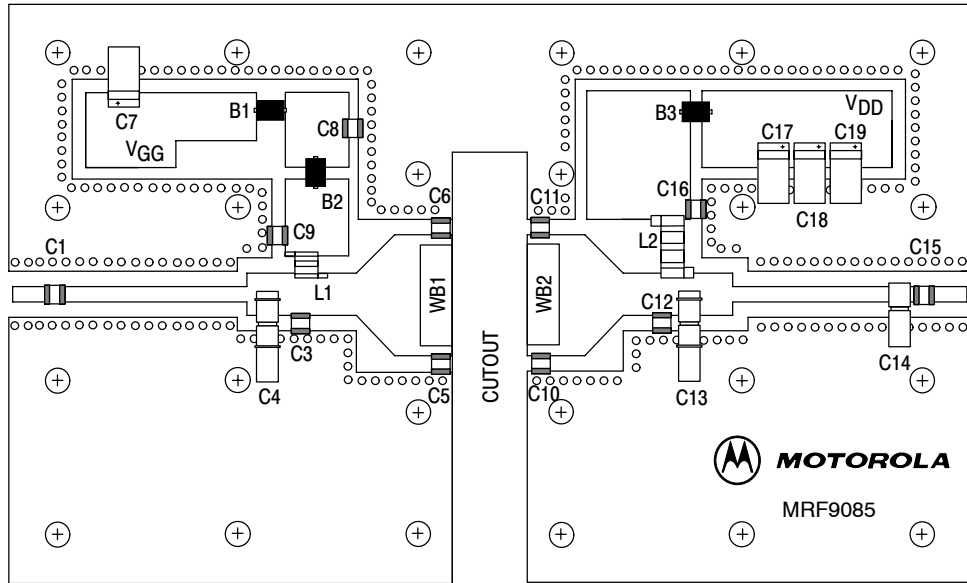 C7
B1
C8
VGG
B2
C6
C9
C1
L1
WB1
C3
C4
C5
CUTOUT
B3
VDD
C17
C19
C16
C11
C18
L2
C15
WB2
C12
C14
C10
C13
MOTOROLA
MRF9085